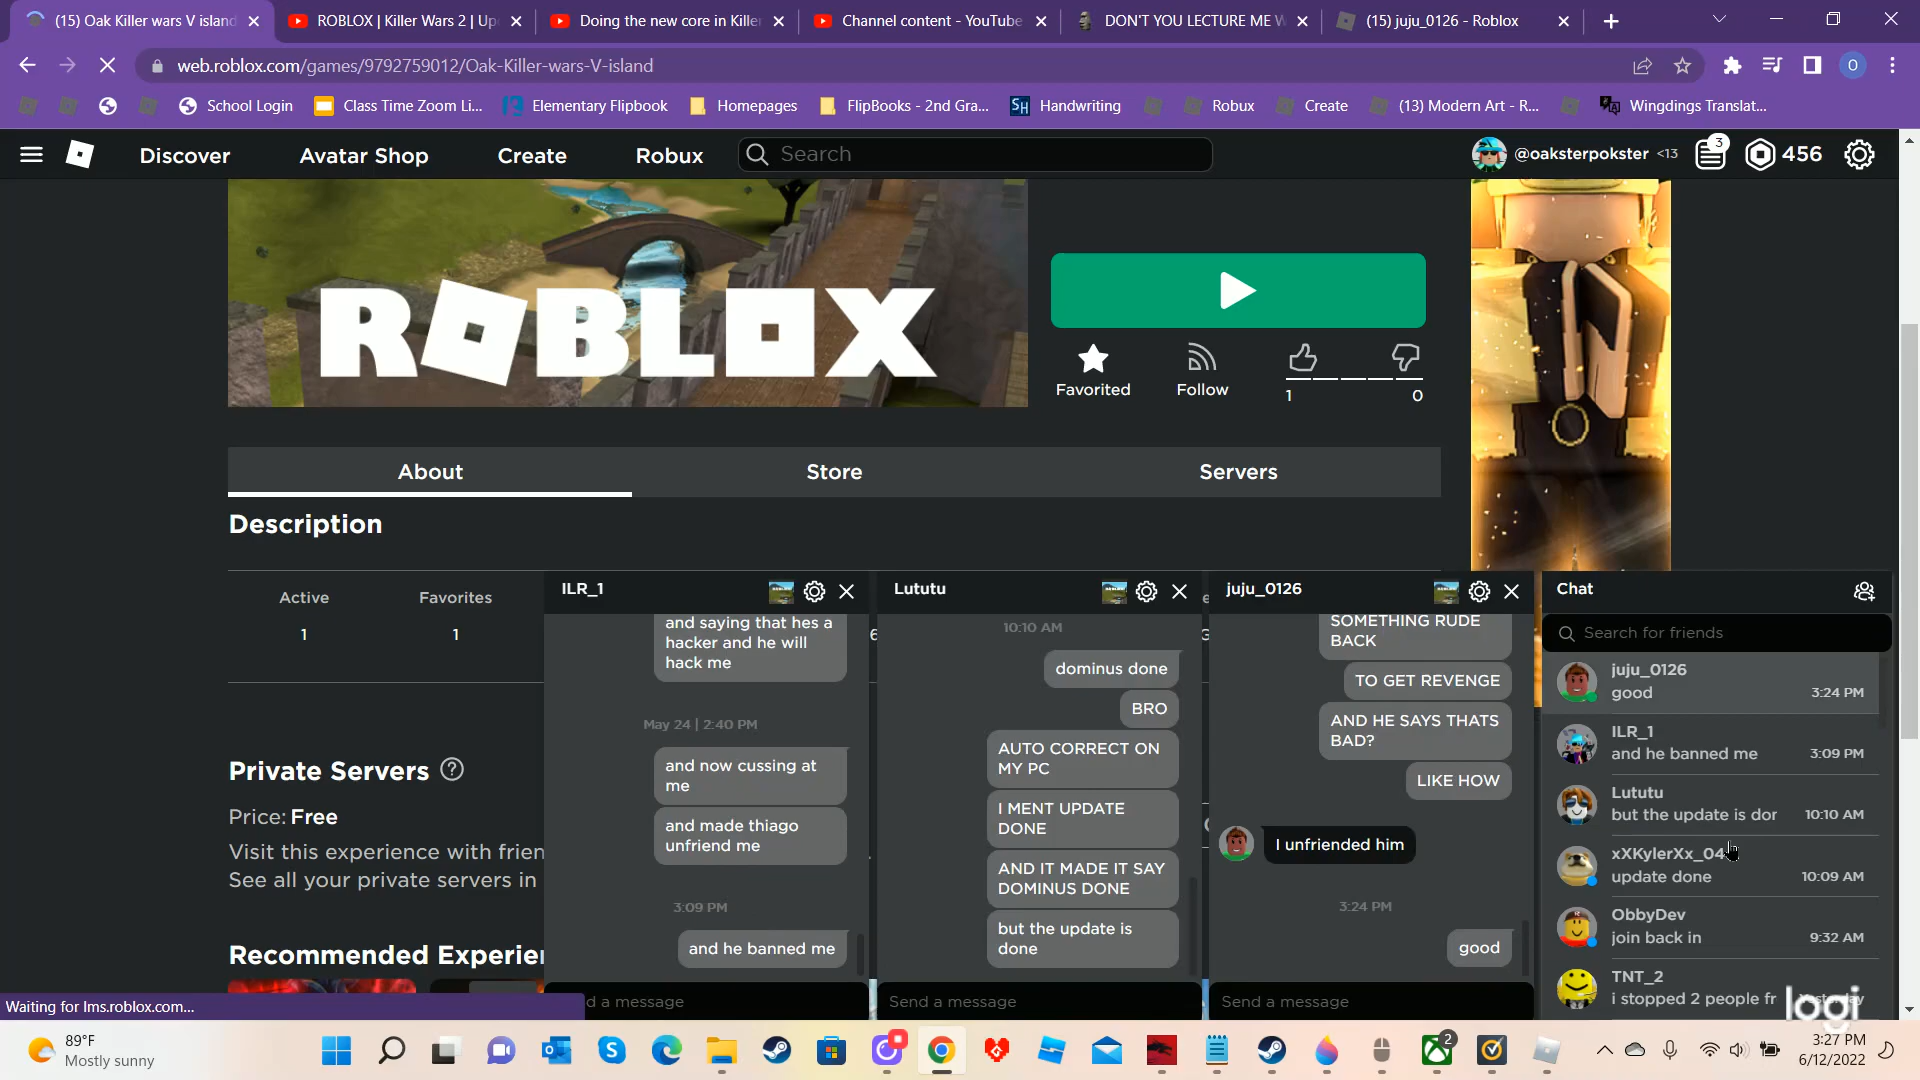 (15) Oak Killer wars V island
ROBLOX | Killer Wars 2 | Up
Doing the new core in Killer
Channel content - YouTube
DON'T YOU LECTURE ME W
(15) juju_0126 - Roblox
web.roblox.com/games/9792759012/Oak-Killer-wars-V-island
O
School Login
Class Time Zoom Li...
Elementary Flipbook
Homepages
FlipBooks - 2nd Gra...
SH Handwriting
Robux
Create
(13) Modern Art - R...
Wingdings Translat...
Discover
Avatar Shop
Create
Robux
Search
@oaksterpokster <13
3
456
ROBLOX
Favorited
Follow
1
0
About
Store
Servers
Description
Active
Favorites
1
1
Private Servers ?
Price: Free
Visit this experience with frien
See all your private servers in
Recommended Experie
ILR_1
and saying that hes a
hacker and he will
hack me
May 24 | 2:40 PM
and now cussing at
me
and made thiago
unfriend me
3:09 PM
and he banned me
d a message
Lututu
10:10 AM
dominus done
BRO
AUTO CORRECT ON
MY PC
I MENT UPDATE
DONE
AND IT MADE IT SAY
DOMINUS DONE
but the update is
done
Send a message
juju_0126
SOMETHING RUDE
BACK
TO GET REVENGE
AND HE SAYS THATS
BAD?
LIKE HOW
I unfriended him
3:24 PM
good
Send a message
Chat
Search for friends
juju_0126
good 3:24 PM
ILR_1
and he banned me 3:09 PM
Lututu
but the update is dor 10:10 AM
xXKylerXx_04
update done 10:09 AM
ObbyDev
join back in 9:32 AM
TNT_2
i stopped 2 people fr Yesterday
logi
Waiting for lms.roblox.com...
89°F
Mostly sunny
2
3:27 PM
6/12/2022